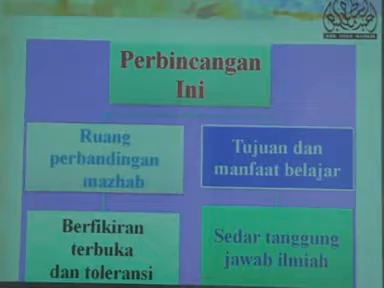 Perbincangan
Ini
Ruang
perbandingan
mazhab
Tujuan dan
manfaat belajar
Berfikiran
terbuka
dan toleransi
Sedar tanggung
jawab ilmiah